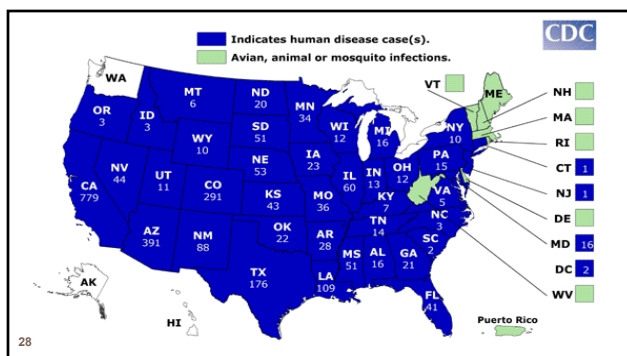 Indicates human disease case(s).
Avian, animal or mosquito infections.
CDC
WA
MT
6
ND
20
MN
34
VT
ME
NH
MA
RI
CT 1
NJ 1
DE
MD 16
DC 2
WV
OR
3
ID
3
WY
10
SD
51
WI
12
MI
16
NY
10
PA
15
NV
44
UT
11
CO
291
NE
53
IA
23
IL
60
IN
13
OH
12
VA
5
CA
779
KS
43
MO
36
KY
7
NC
3
AZ
391
NM
88
OK
22
AR
28
TN
14
SC
2
TX
176
LA
109
MS
51
AL
16
GA
21
FL
41
AK
HI
Puerto Rico
28